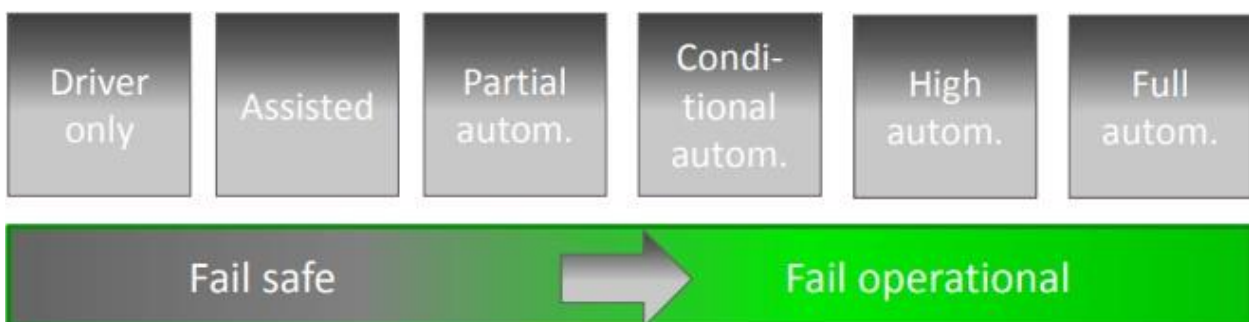 Driver
only
Assisted
Partial
autom.
Condi-
tional
autom.
High
autom.
Full
autom.
Fail safe
Fail operational